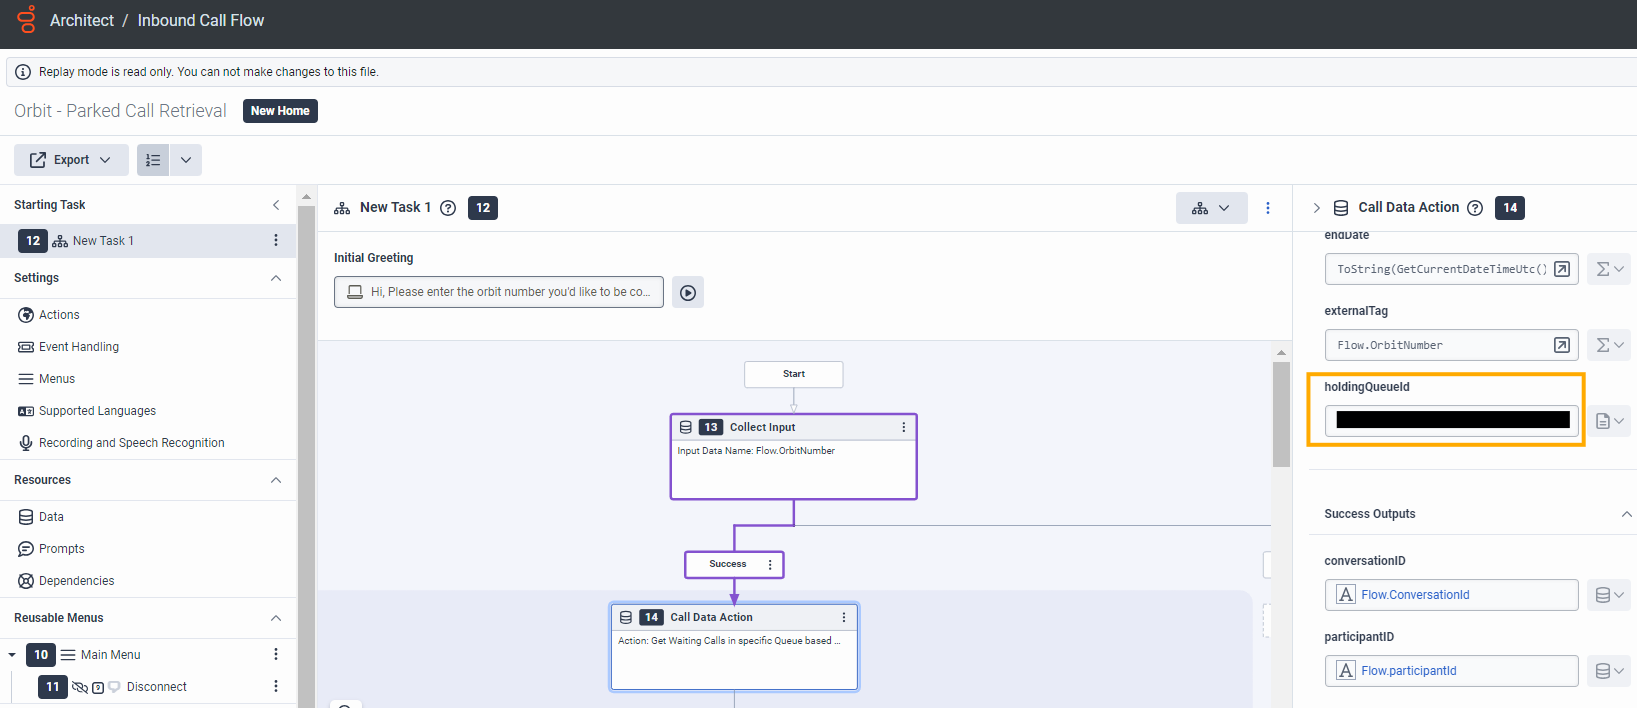 Architect / Inbound Call Flow
Replay mode is read only. You can not make changes to this file.
Orbit - Parked Call Retrieval New Home
Export
Starting Task
12 New Task 1
Settings
Actions
Event Handling
Menus
Supported Languages
Recording and Speech Recognition
Resources
Data
Prompts
Dependencies
Reusable Menus
10 Main Menu
11 9 Disconnect
New Task 1 12
Initial Greeting
Hi, Please enter the orbit number you'd like to be co...
Start
13 Collect Input
Input Data Name: Flow.OrbitNumber
Success
14 Call Data Action
Action: Get Waiting Calls in specific Queue based ...
Call Data Action 14
endDate
ToString(GetCurrentDateTimeUtc()
externalTag
Flow.OrbitNumber
holdingQueueId
Success Outputs
conversationID
Flow.ConversationId
participantID
Flow.participantId